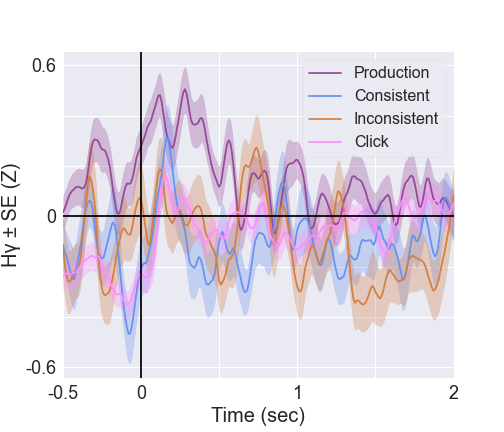 Production
Consistent
Inconsistent
Click
Hγ ± SE (Z)
0.6
0
-0.6
-0.5
0
1
2
Time (sec)